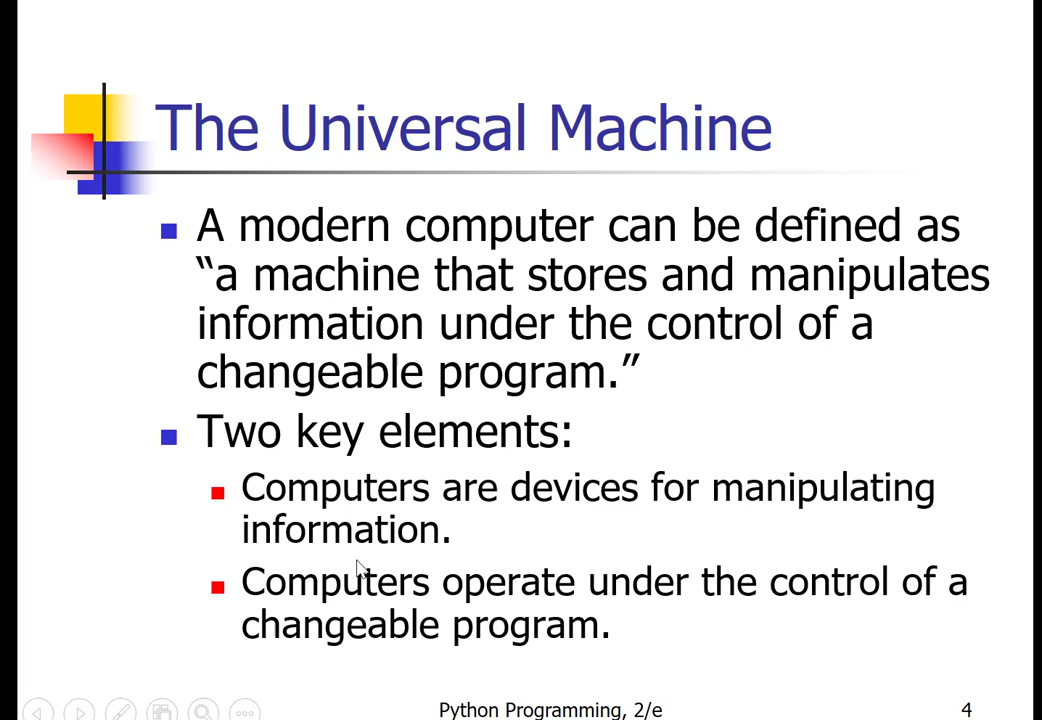 The Universal Machine
A modern computer can be defined as
“a machine that stores and manipulates
information under the control of a
changeable program.”
Two key elements:
Computers are devices for manipulating
information.
Computers operate under the control of a
changeable program.
Python Programming, 2/e
4